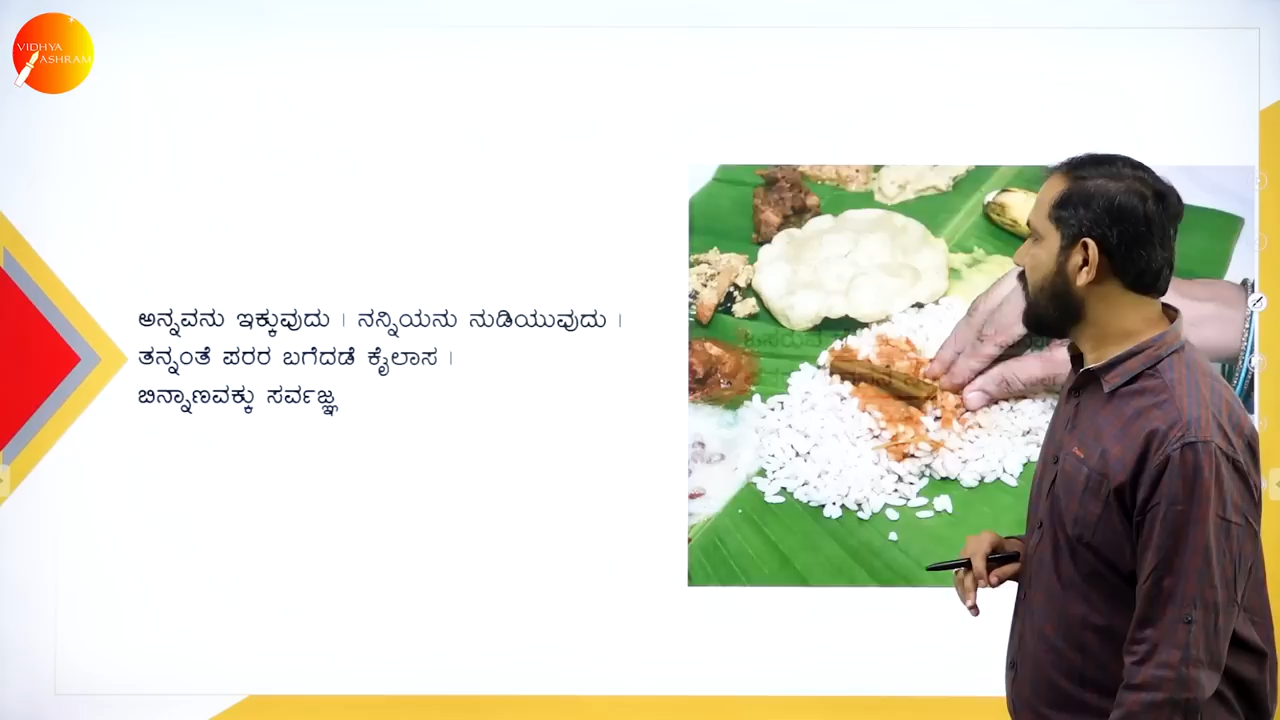 VIDHYA
ASHRAM
ಅನ್ನವನು ಇಕ್ಕುವುದು | ನನ್ನಿಯನು ನುಡಿಯುವುದು |
ತನ್ನಂತೆ ಪರರ ಬಗೆದಡೆ ಕೈಲಾಸ |
ಬಿನ್ನಾಣವಕ್ಕು ಸರ್ವಜ್ಞ